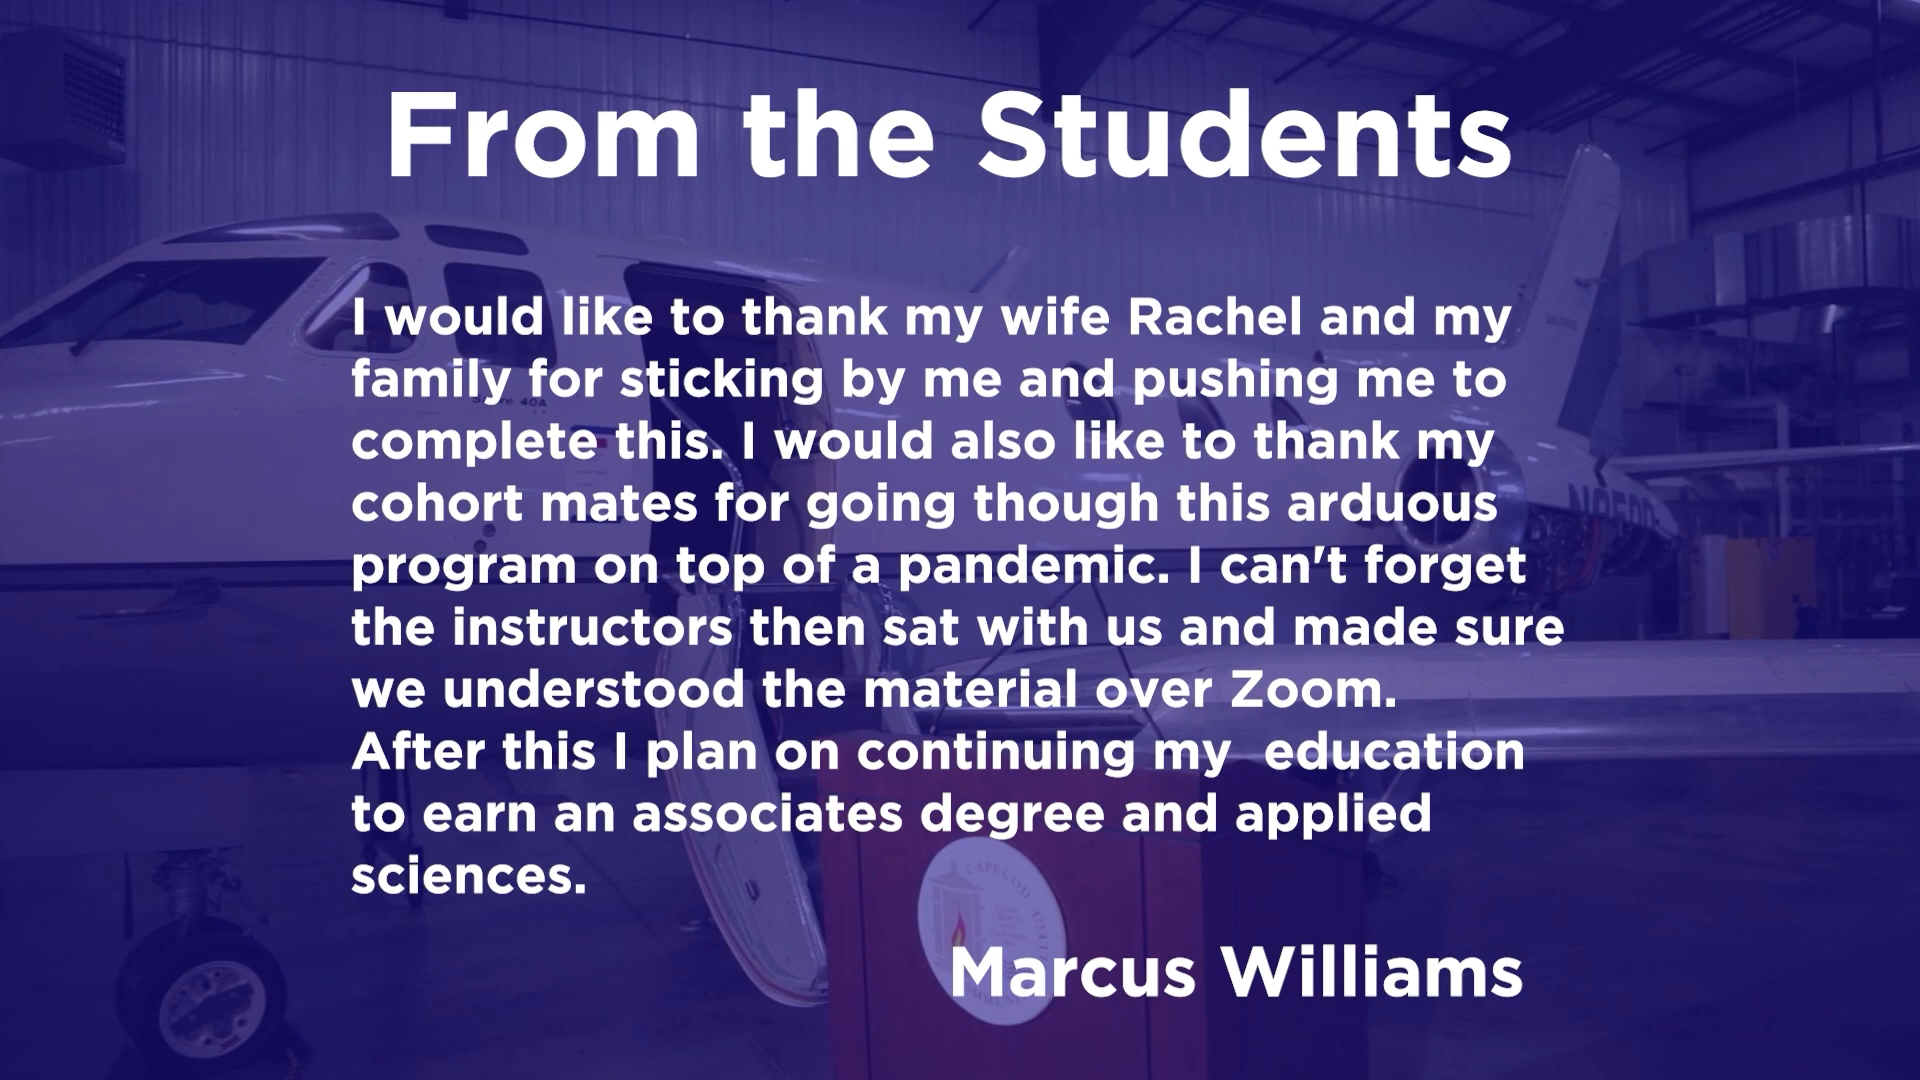 From the Students
I would like to thank my wife Rachel and my
family for sticking by me and pushing me to
complete this. I would also like to thank my
cohort mates for going though this arduous
program on top of a pandemic. I can't forget
the instructors then sat with us and made sure
we understood the material over Zoom.
After this I plan on continuing my  education
to earn an associates degree and applied
sciences.
Marcus Williams
CAPE COD